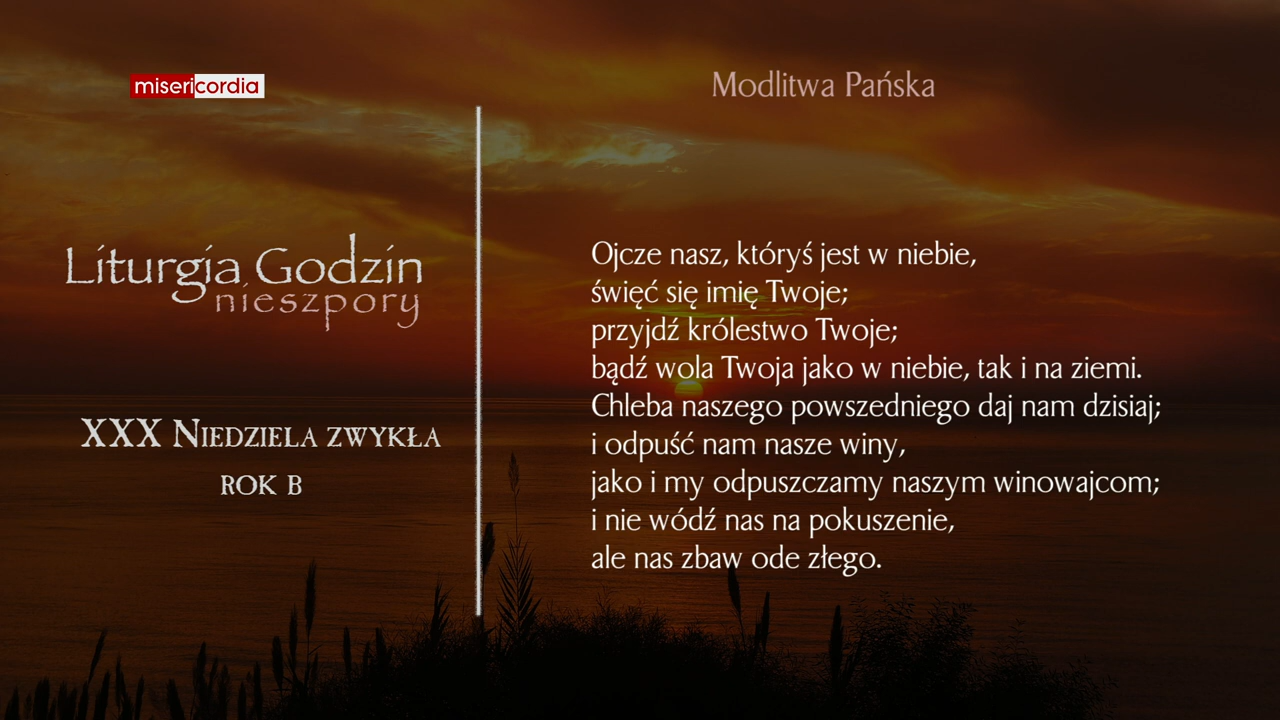 misericordia
Liturgia Godzin
nieszpory
XXX Niedziela zwykła
rok B
Modlitwa Pańska
Ojcze nasz, któryś jest w niebie,
święć się imię Twoje;
przyjdź królestwo Twoje;
bądź wola Twoja jako w niebie, tak i na ziemi.
Chleba naszego powszedniego daj nam dzisiaj;
i odpuść nam nasze winy,
jako i my odpuszczamy naszym winowajcom;
i nie wódź nas na pokuszenie,
ale nas zbaw ode złego.